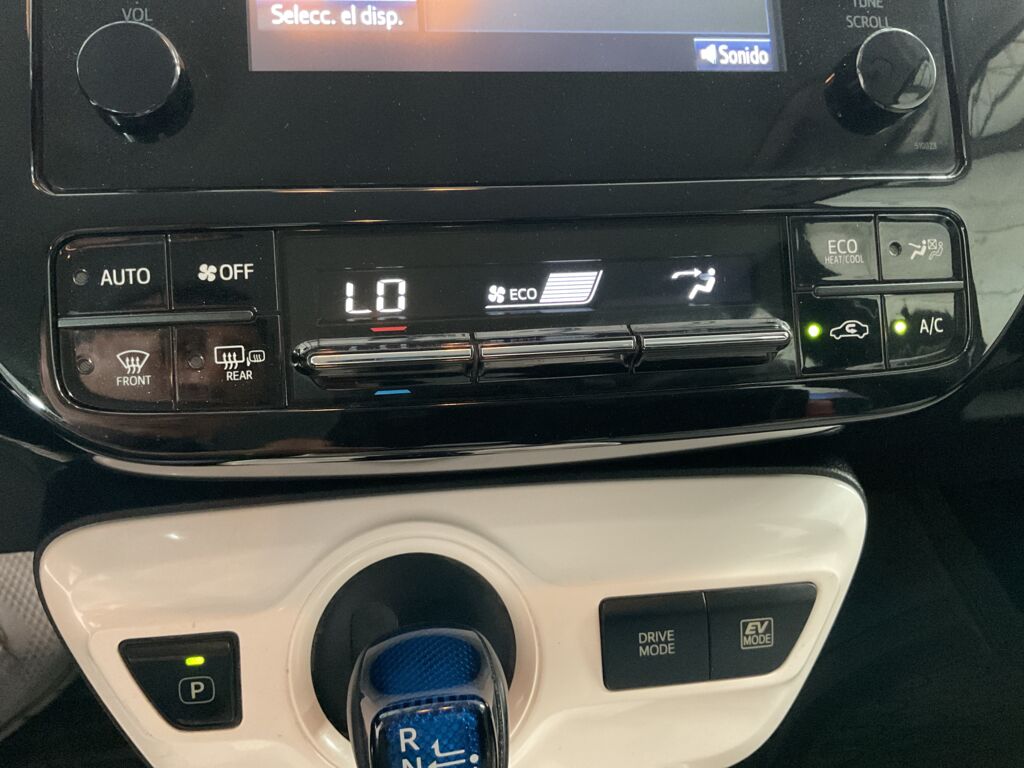 VOL
Selecc. el disp.
Sonido
TUNE
SCROLL
510023
AUTO
OFF
LO
ECO
ECO
HEAT/COOL
FRONT
REAR
A/C
P
DRIVE
MODE
EV
MODE
R
N